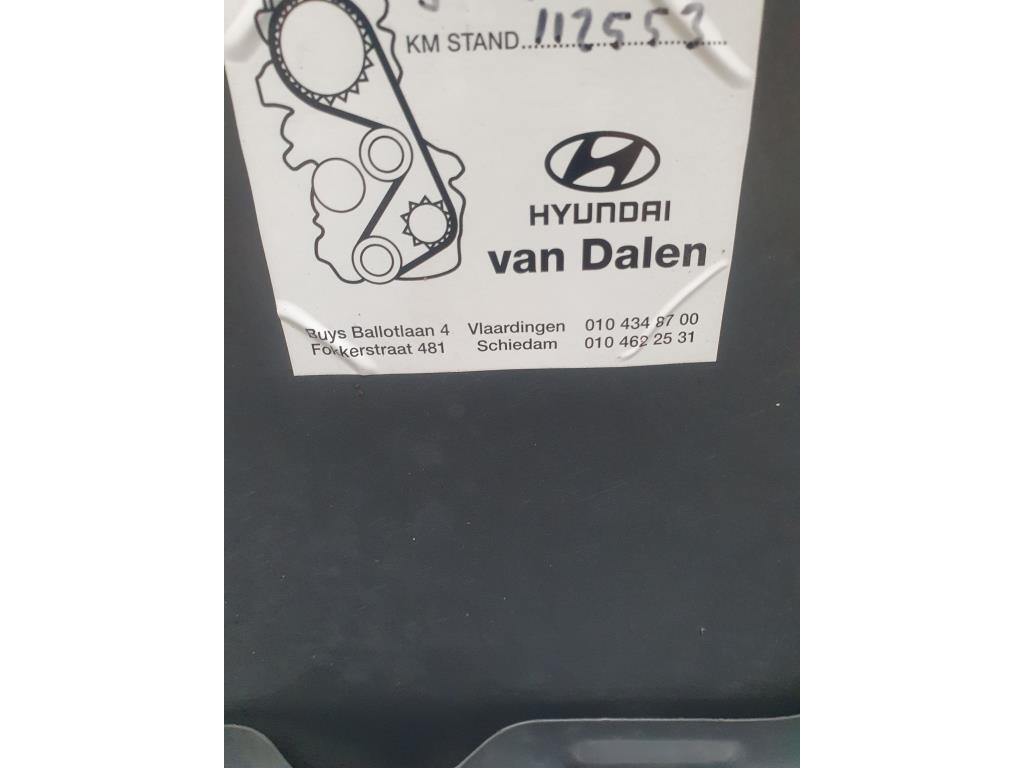 KM STAND 112553
HYUNDAI
van Dalen
Buys Ballotlaan 4 Vlaardingen 010 434 87 00
Fokkerstraat 481 Schiedam 010 462 25 31